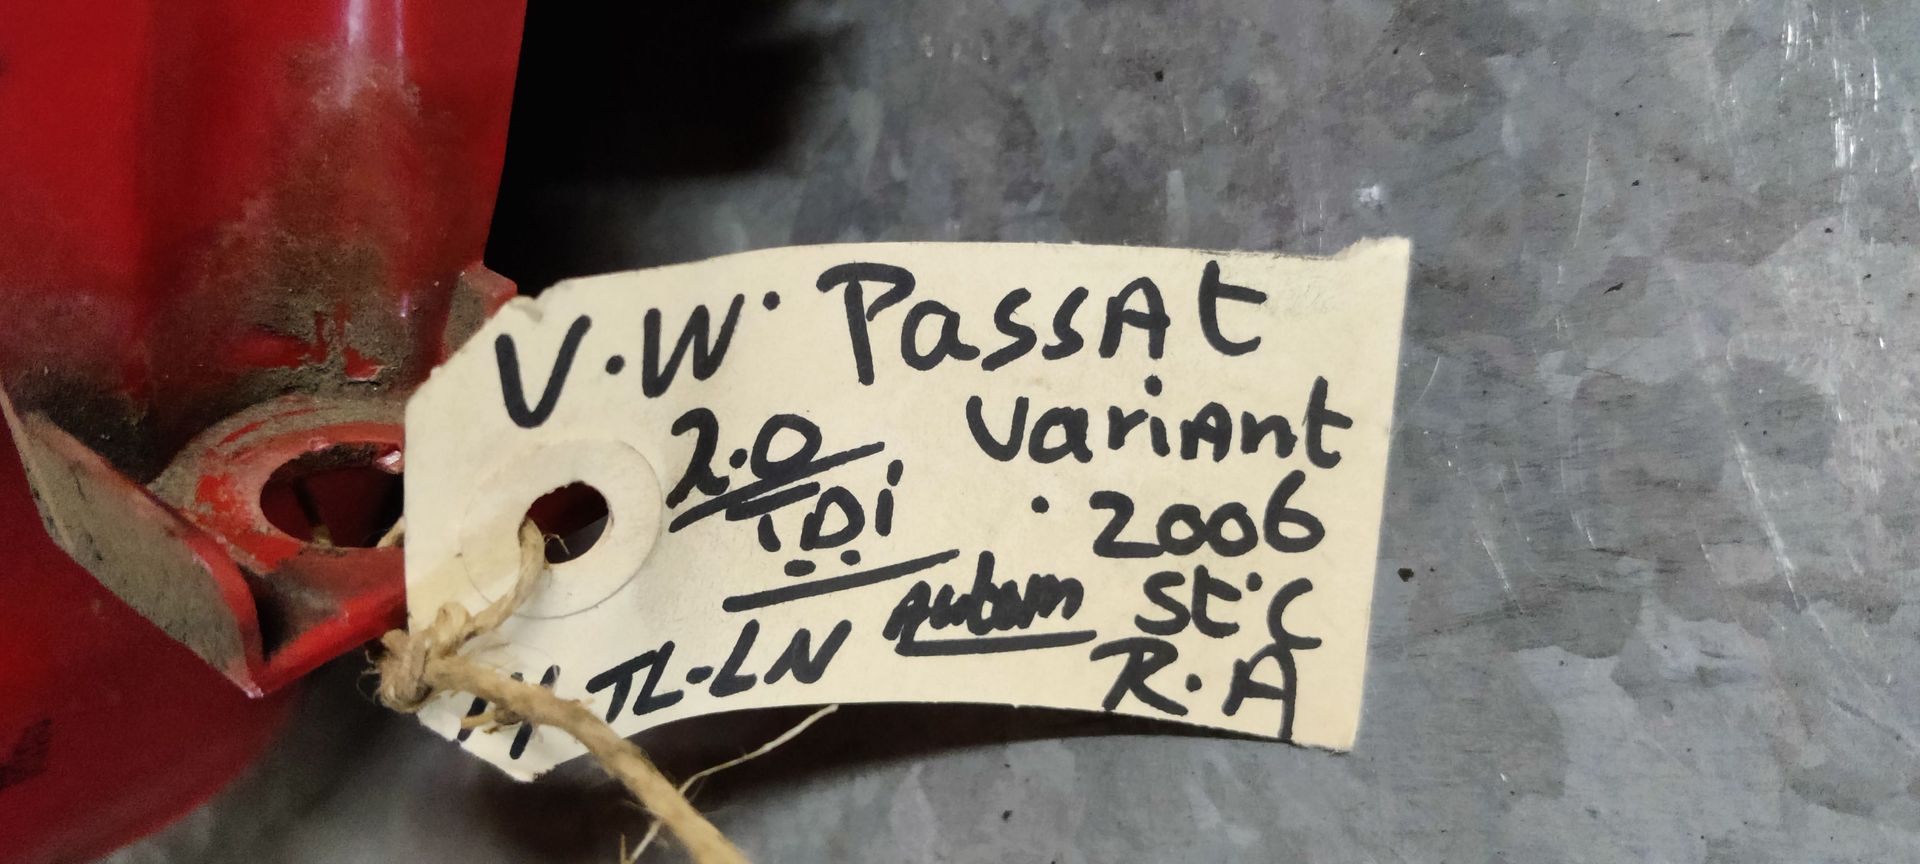 V.W. PassAt
2.0 variAnt
TDi . 2006
Autom St.C
TL-LN R.A